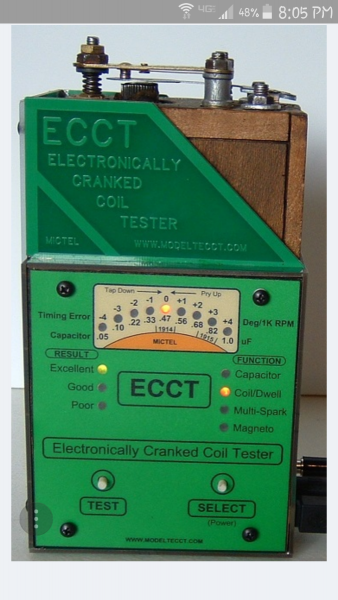 4G 48% 8:05 PM
ECCT
ELECTRONICALLY
CRANKED
COIL
TESTER
MICTEL
WWW.MODELTECCT.COM
Tap Down Pry Up
Timing Error -4 -3 -2 -1 0 +1 +2 +3 +4 Deg/1K RPM
Capacitor .05 .10 .22 .33 .47 .56 .68 .82 1.0 uF
1914 1915
MICTEL
RESULT
Excellent
Good
Poor
ECCT
FUNCTION
Capacitor
Coil/Dwell
Multi-Spark
Magneto
Electronically Cranked Coil Tester
TEST
SELECT
(Power)
WWW.MODELTECCT.COM